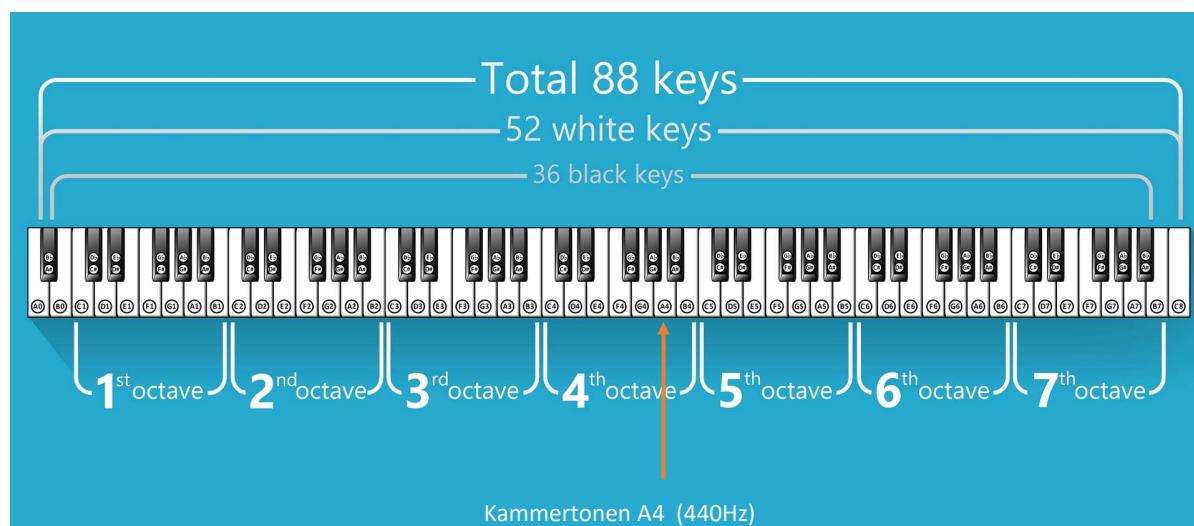 Total 88 keys
52 white keys
36 black keys
B♭ D♭ E♭ G♭ A♭ B♭ D♭ E♭ G♭ A♭ B♭ D♭ E♭ G♭ A♭ B♭ D♭ E♭ G♭ A♭ B♭ D♭ E♭ G♭ A♭ B♭ D♭ E♭ G♭ A♭ B♭ D♭ E♭ G♭ A♭ B♭
A# C# D# F# G# A# C# D# F# G# A# C# D# F# G# A# C# D# F# G# A# C# D# F# G# A# C# D# F# G# A# C# D# F# G# A#
A0 B0 C1 D1 E1 F1 G1 A1 B1 C2 D2 E2 F2 G2 A2 B2 C3 D3 E3 F3 G3 A3 B3 C4 D4 E4 F4 G4 A4 B4 C5 D5 E5 F5 G5 A5 B5 C6 D6 E6 F6 G6 A6 B6 C7 D7 E7 F7 G7 A7 B7 C8
1st octave 2nd octave 3rd octave 4th octave 5th octave 6th octave 7th octave
Kammertonen A4 (440Hz)